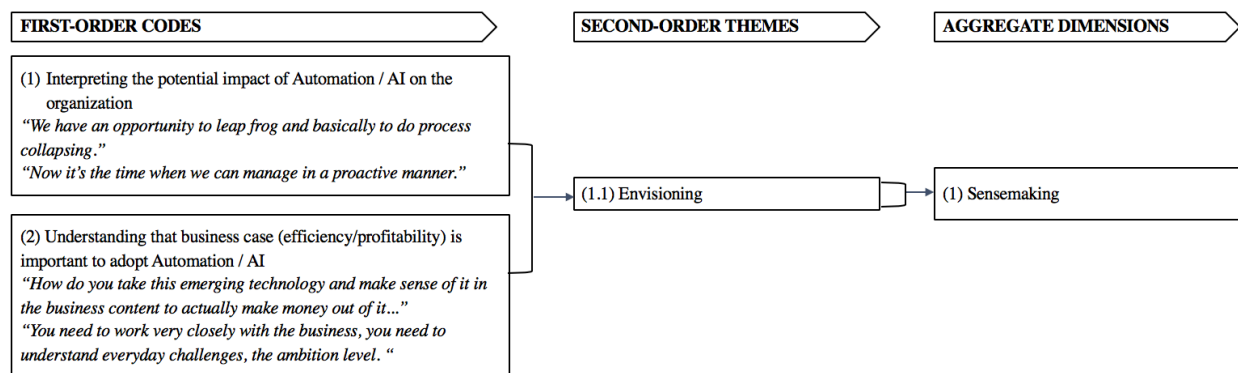 FIRST-ORDER CODES
SECOND-ORDER THEMES
AGGREGATE DIMENSIONS
(1) Interpreting the potential impact of Automation / AI on the
organization
“We have an opportunity to leap frog and basically to do process
collapsing.”
“Now it’s the time when we can manage in a proactive manner.”
(1.1) Envisioning
(1) Sensemaking
(2) Understanding that business case (efficiency/profitability) is
important to adopt Automation / AI
“How do you take this emerging technology and make sense of it in
the business content to actually make money out of it...”
“You need to work very closely with the business, you need to
understand everyday challenges, the ambition level. “